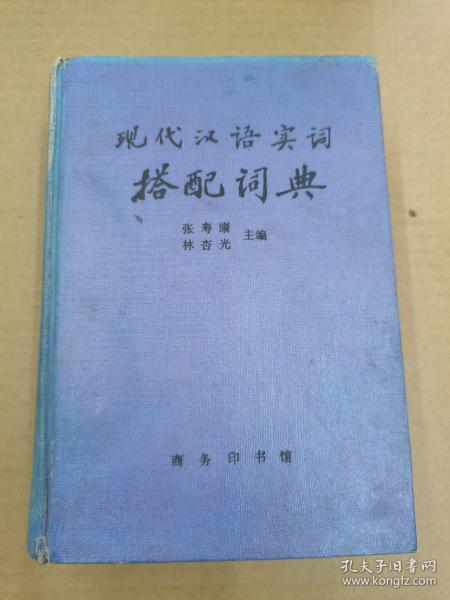 现代汉语实词
搭配词典
张寿康
林杏光
主编
商务印书馆
孔夫子旧书网
www.kongfz.com